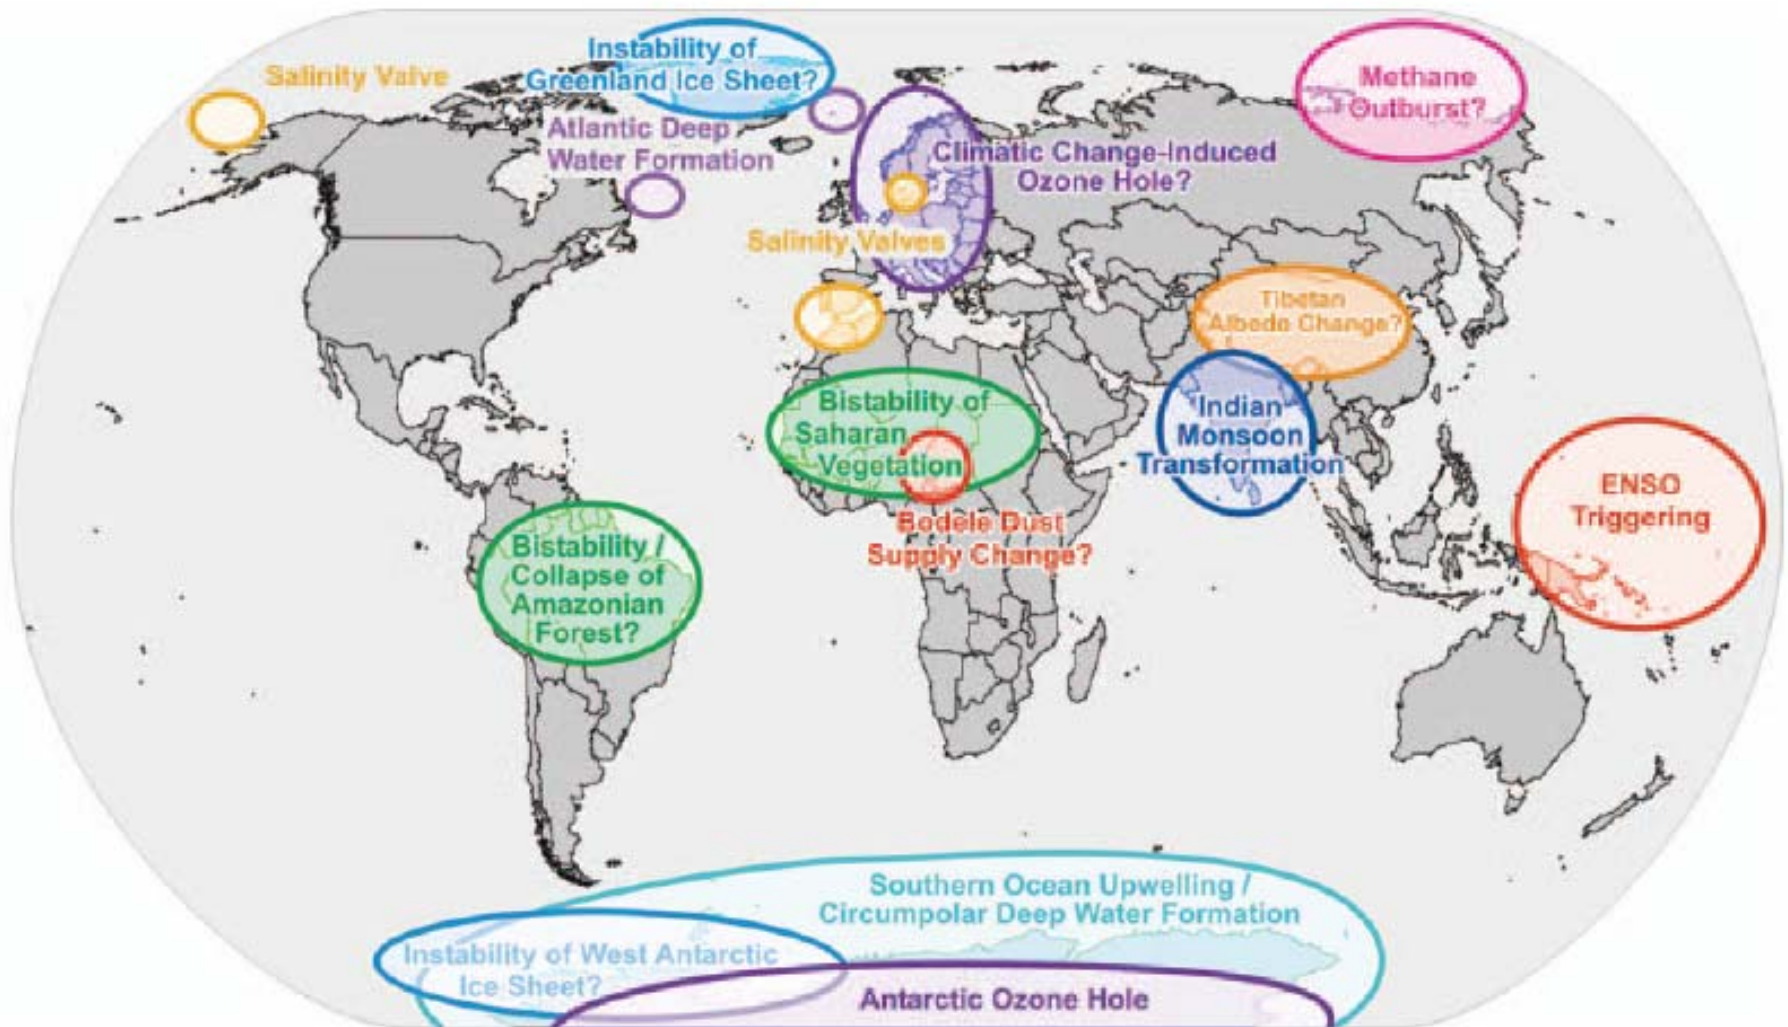 Salinity Valve
Instability of
Greenland Ice Sheet?
Methane
Outburst?
Atlantic Deep
Water Formation
Climatic Change-Induced
Ozone Hole?
Salinity Valves
Tibetan
Albedo Change?
Bistability of
Saharan
Vegetation
Indian
Monsoon
Transformation
ENSO
Triggering
Bodele Dust
Supply Change?
Bistability /
Collapse of
Amazonian
Forest?
Southern Ocean Upwelling /
Circumpolar Deep Water Formation
Instability of West Antarctic
Ice Sheet?
Antarctic Ozone Hole